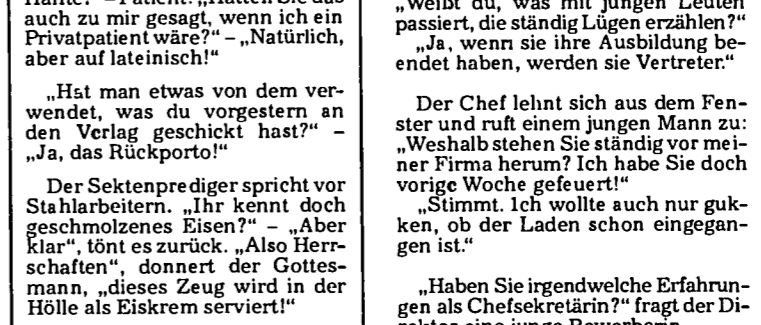 auch zu mir gesagt, wenn ich ein
Privatpatient wäre?“ – „Natürlich,
aber auf lateinisch!“
„Hat man etwas von dem ver-
wendet, was du vorgestern an
den Verlag geschickt hast?“ –
„Ja, das Rückporto!“
Der Sektenprediger spricht vor
Stahlarbeitern. „Ihr kennt doch
geschmolzenes Eisen?“ – „Aber
klar“, tönt es zurück. „Also Herr-
schaften“, donnert der Gottes-
mann, „dieses Zeug wird in der
Hölle als Eiskrem serviert!“
„Weißt du, was mit jungen Leuten
passiert, die ständig Lügen erzählen?“
„Ja, wenn sie ihre Ausbildung be-
endet haben, werden sie Vertreter.“
Der Chef lehnt sich aus dem Fen-
ster und ruft einem jungen Mann zu:
„Weshalb stehen Sie ständig vor mei-
ner Firma herum? Ich habe Sie doch
vorige Woche gefeuert!“
„Stimmt. Ich wollte auch nur guk-
ken, ob der Laden schon eingegan-
gen ist.“
„Haben Sie irgendwelche Erfahrun-
gen als Chefsekretärin?“ fragt der Di-